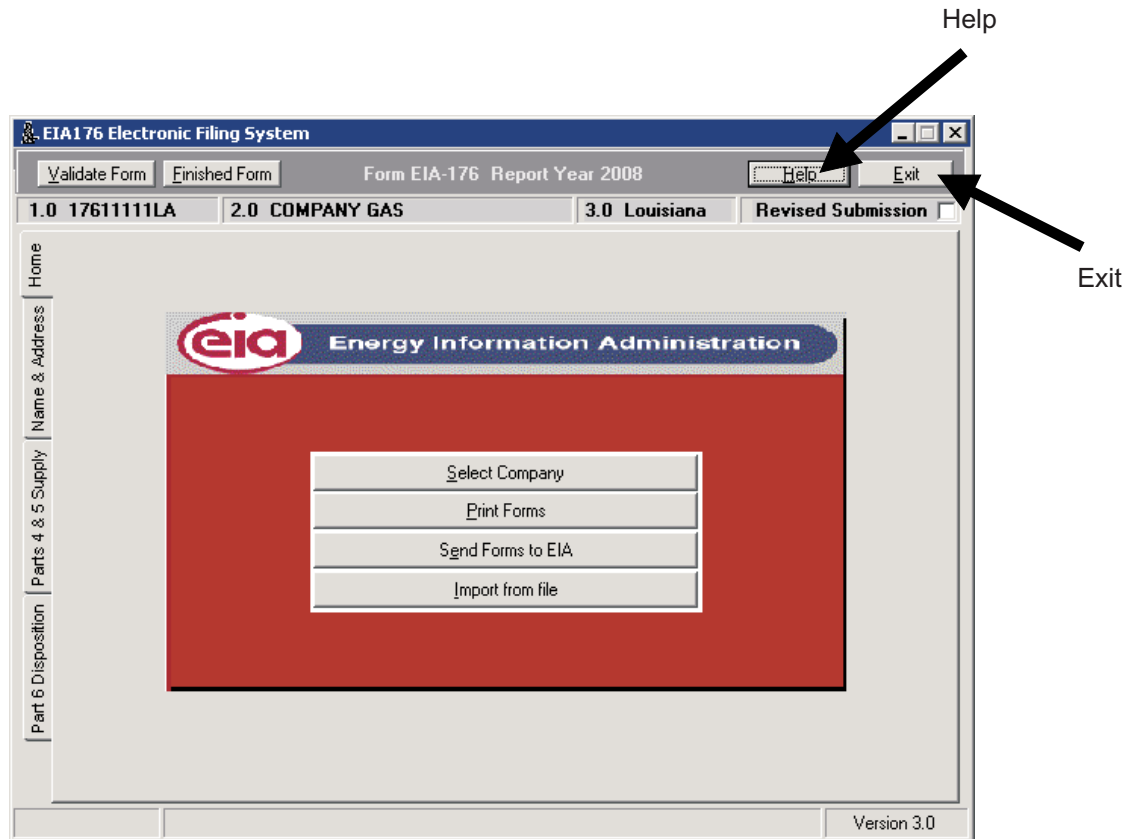 Help
EIA176 Electronic Filing System
Validate Form Finished Form Form EIA-176 Report Year 2008 Help Exit
1.0 17611111LA 2.0 COMPANY GAS 3.0 Louisiana Revised Submission
Exit
Home
Name & Address
Parts 4 & 5 Supply
Part 6 Disposition
eia Energy Information Administration
Select Company
Print Forms
Send Forms to EIA
Import from file
Version 3.0